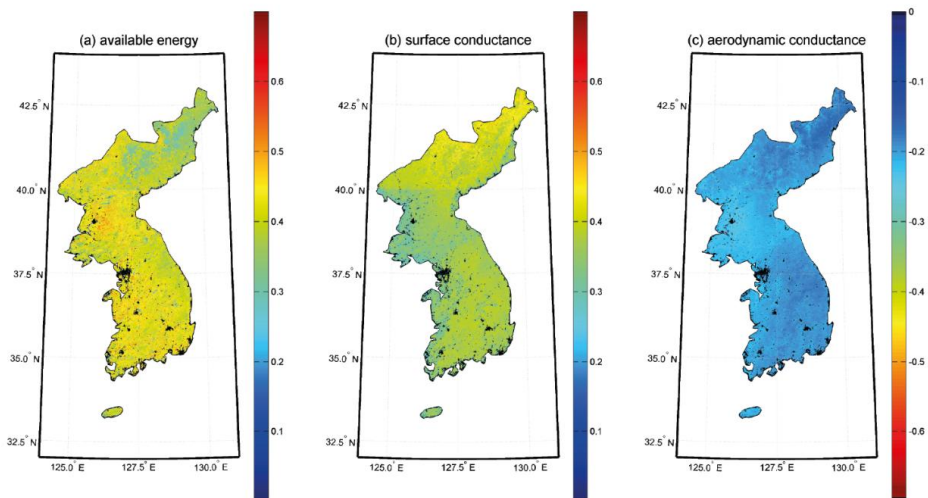 (a) available energy
(b) surface conductance
(c) aerodynamic conductance
42.5° N
40.0° N
37.5° N
35.0° N
32.5° N
125.0° E
127.5° E
130.0° E
0.6
0.5
0.4
0.3
0.2
0.1
42.5° N
40.0° N
37.5° N
35.0° N
32.5° N
125.0° E
127.5° E
130.0° E
0.6
0.5
0.4
0.3
0.2
0.1
42.5° N
40.0° N
37.5° N
35.0° N
32.5° N
125.0° E
127.5° E
130.0° E
0
-0.1
-0.2
-0.3
-0.4
-0.5
-0.6